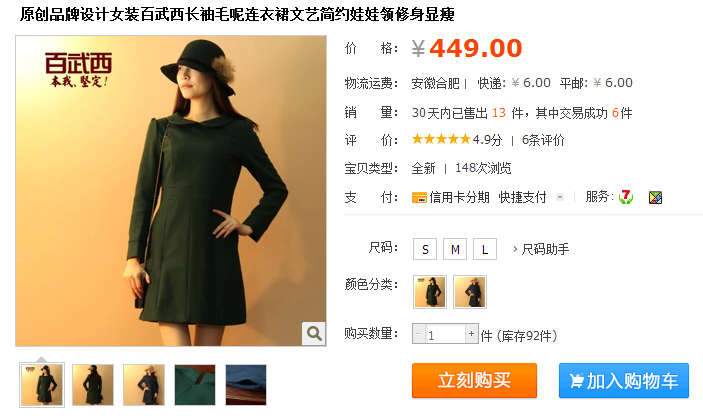 原创品牌设计女装百武西长袖毛呢连衣裙文艺简约娃娃领修身显瘦
百武西
本我、坚定!
价 格: ¥449.00
物流运费: 安徽合肥 | 快递: ¥ 6.00 平邮: ¥ 6.00
销 量: 30天内已售出 13 件，其中交易成功 6件
评 价: 4.9分 | 6条评价
宝贝类型: 全新 | 148次浏览
支 付: 信用卡分期 快捷支付 服务: 7
尺码: S M L › 尺码助手
颜色分类:
购买数量: - 1 + 件 (库存92件)
立刻购买 加入购物车